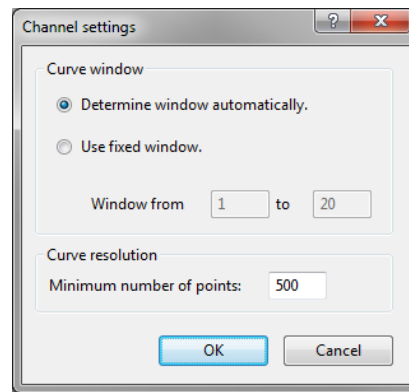 Channel settings
?
Curve window
Determine window automatically.
Use fixed window.
Window from 1 to 20
Curve resolution
Minimum number of points: 500
OK Cancel